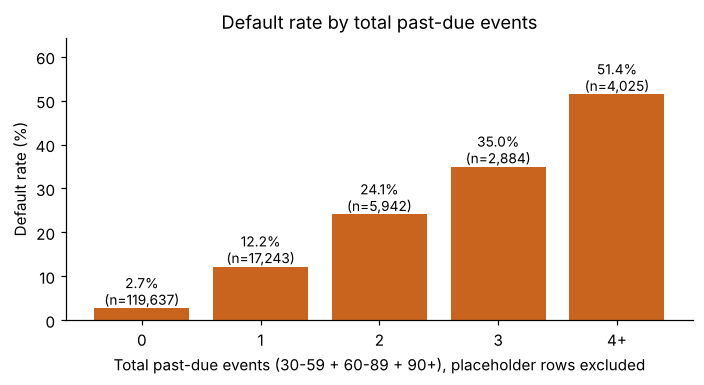 Default rate by total past-due events
60
50
40
30
20
10
0
Default rate (%)
2.7%
(n=119,637)
12.2%
(n=17,243)
24.1%
(n=5,942)
35.0%
(n=2,884)
51.4%
(n=4,025)
0
1
2
3
4+
Total past-due events (30-59 + 60-89 + 90+), placeholder rows excluded